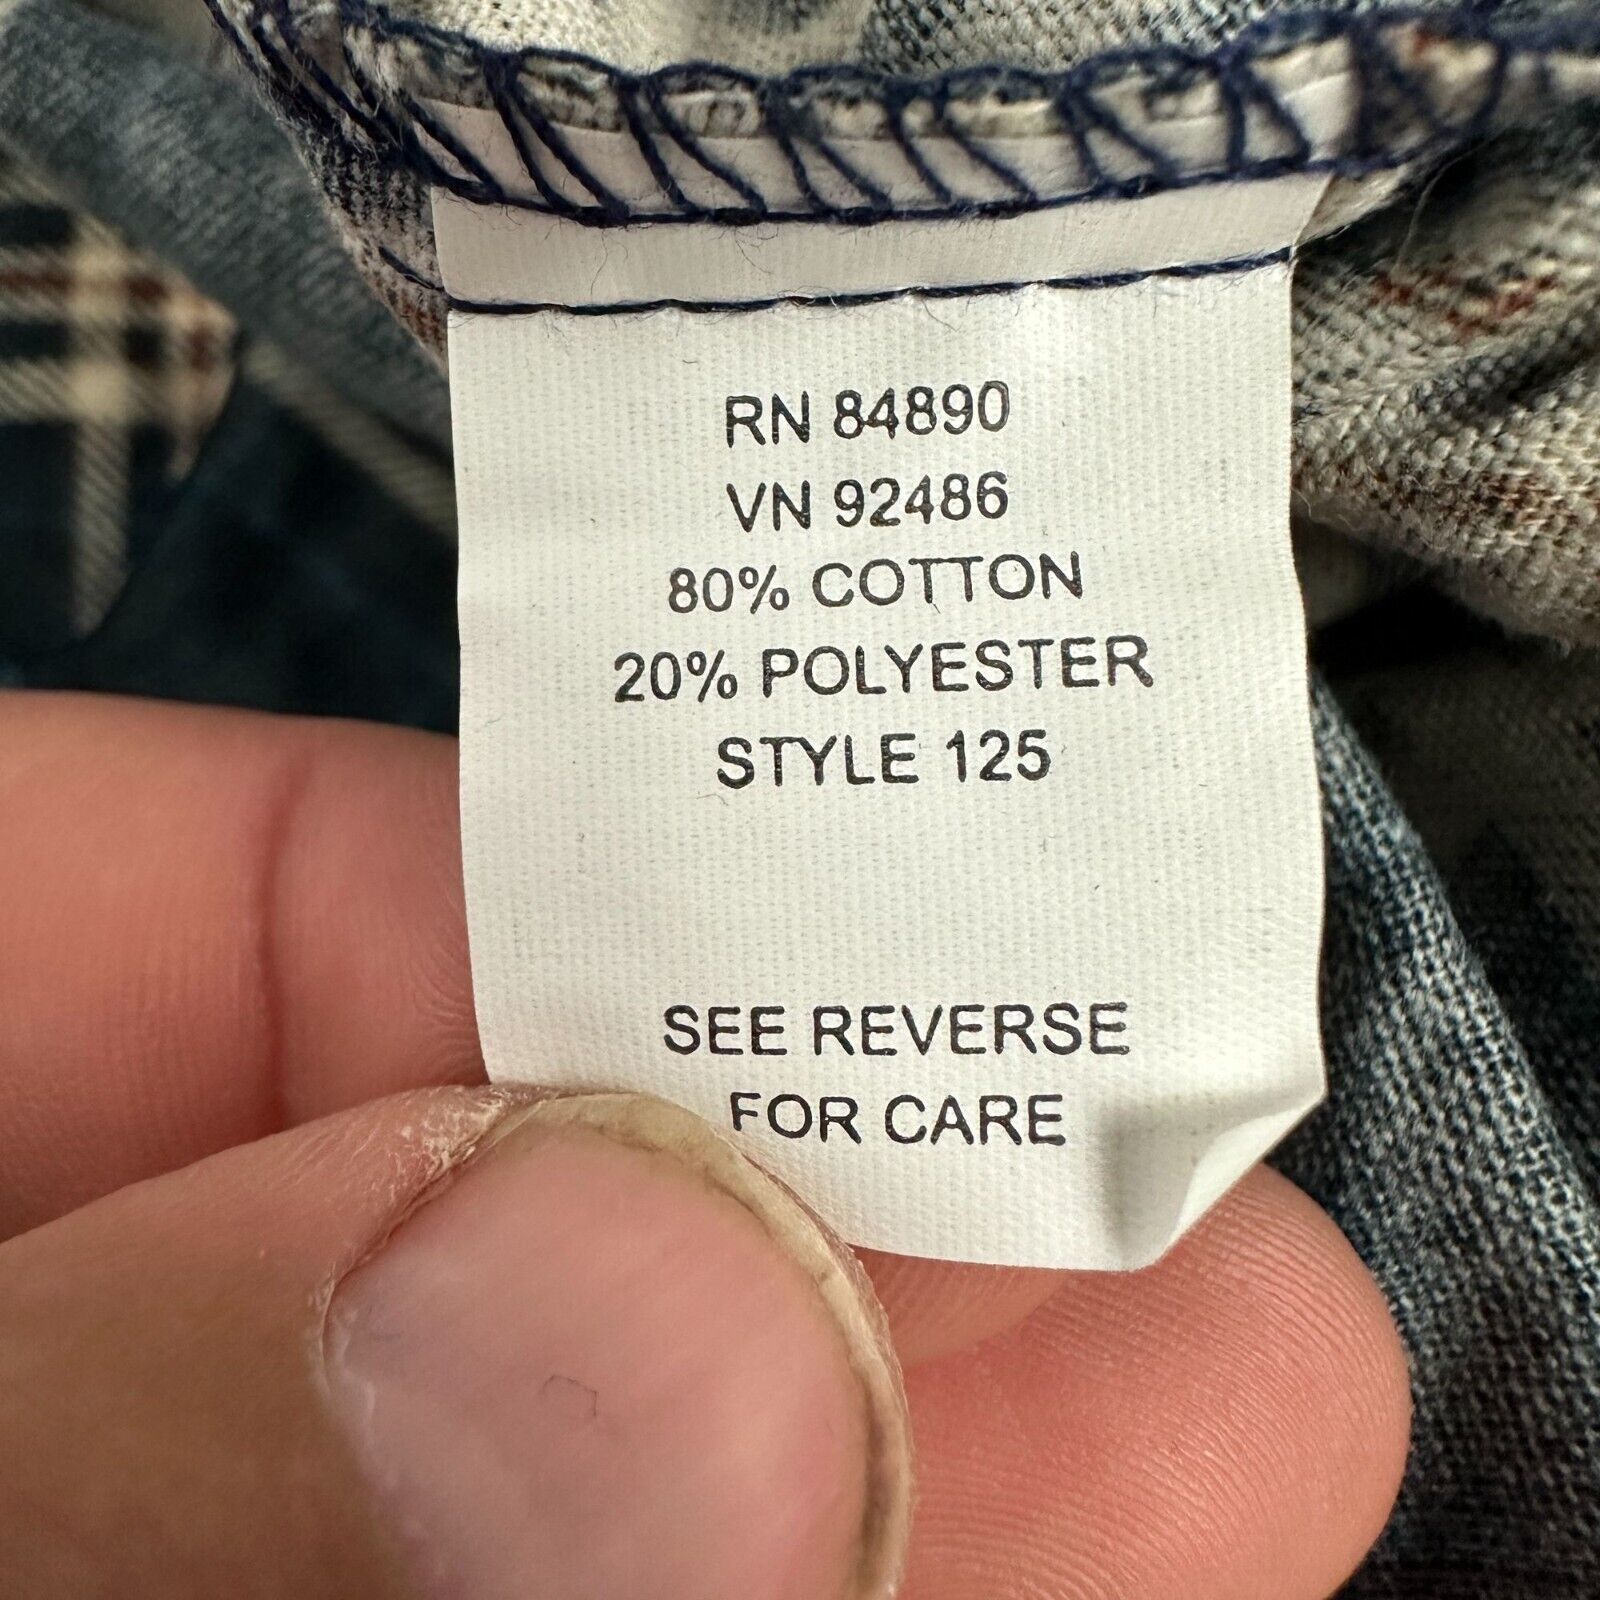 RN 84890
VN 92486
80% COTTON
20% POLYESTER
STYLE 125
SEE REVERSE
FOR CARE